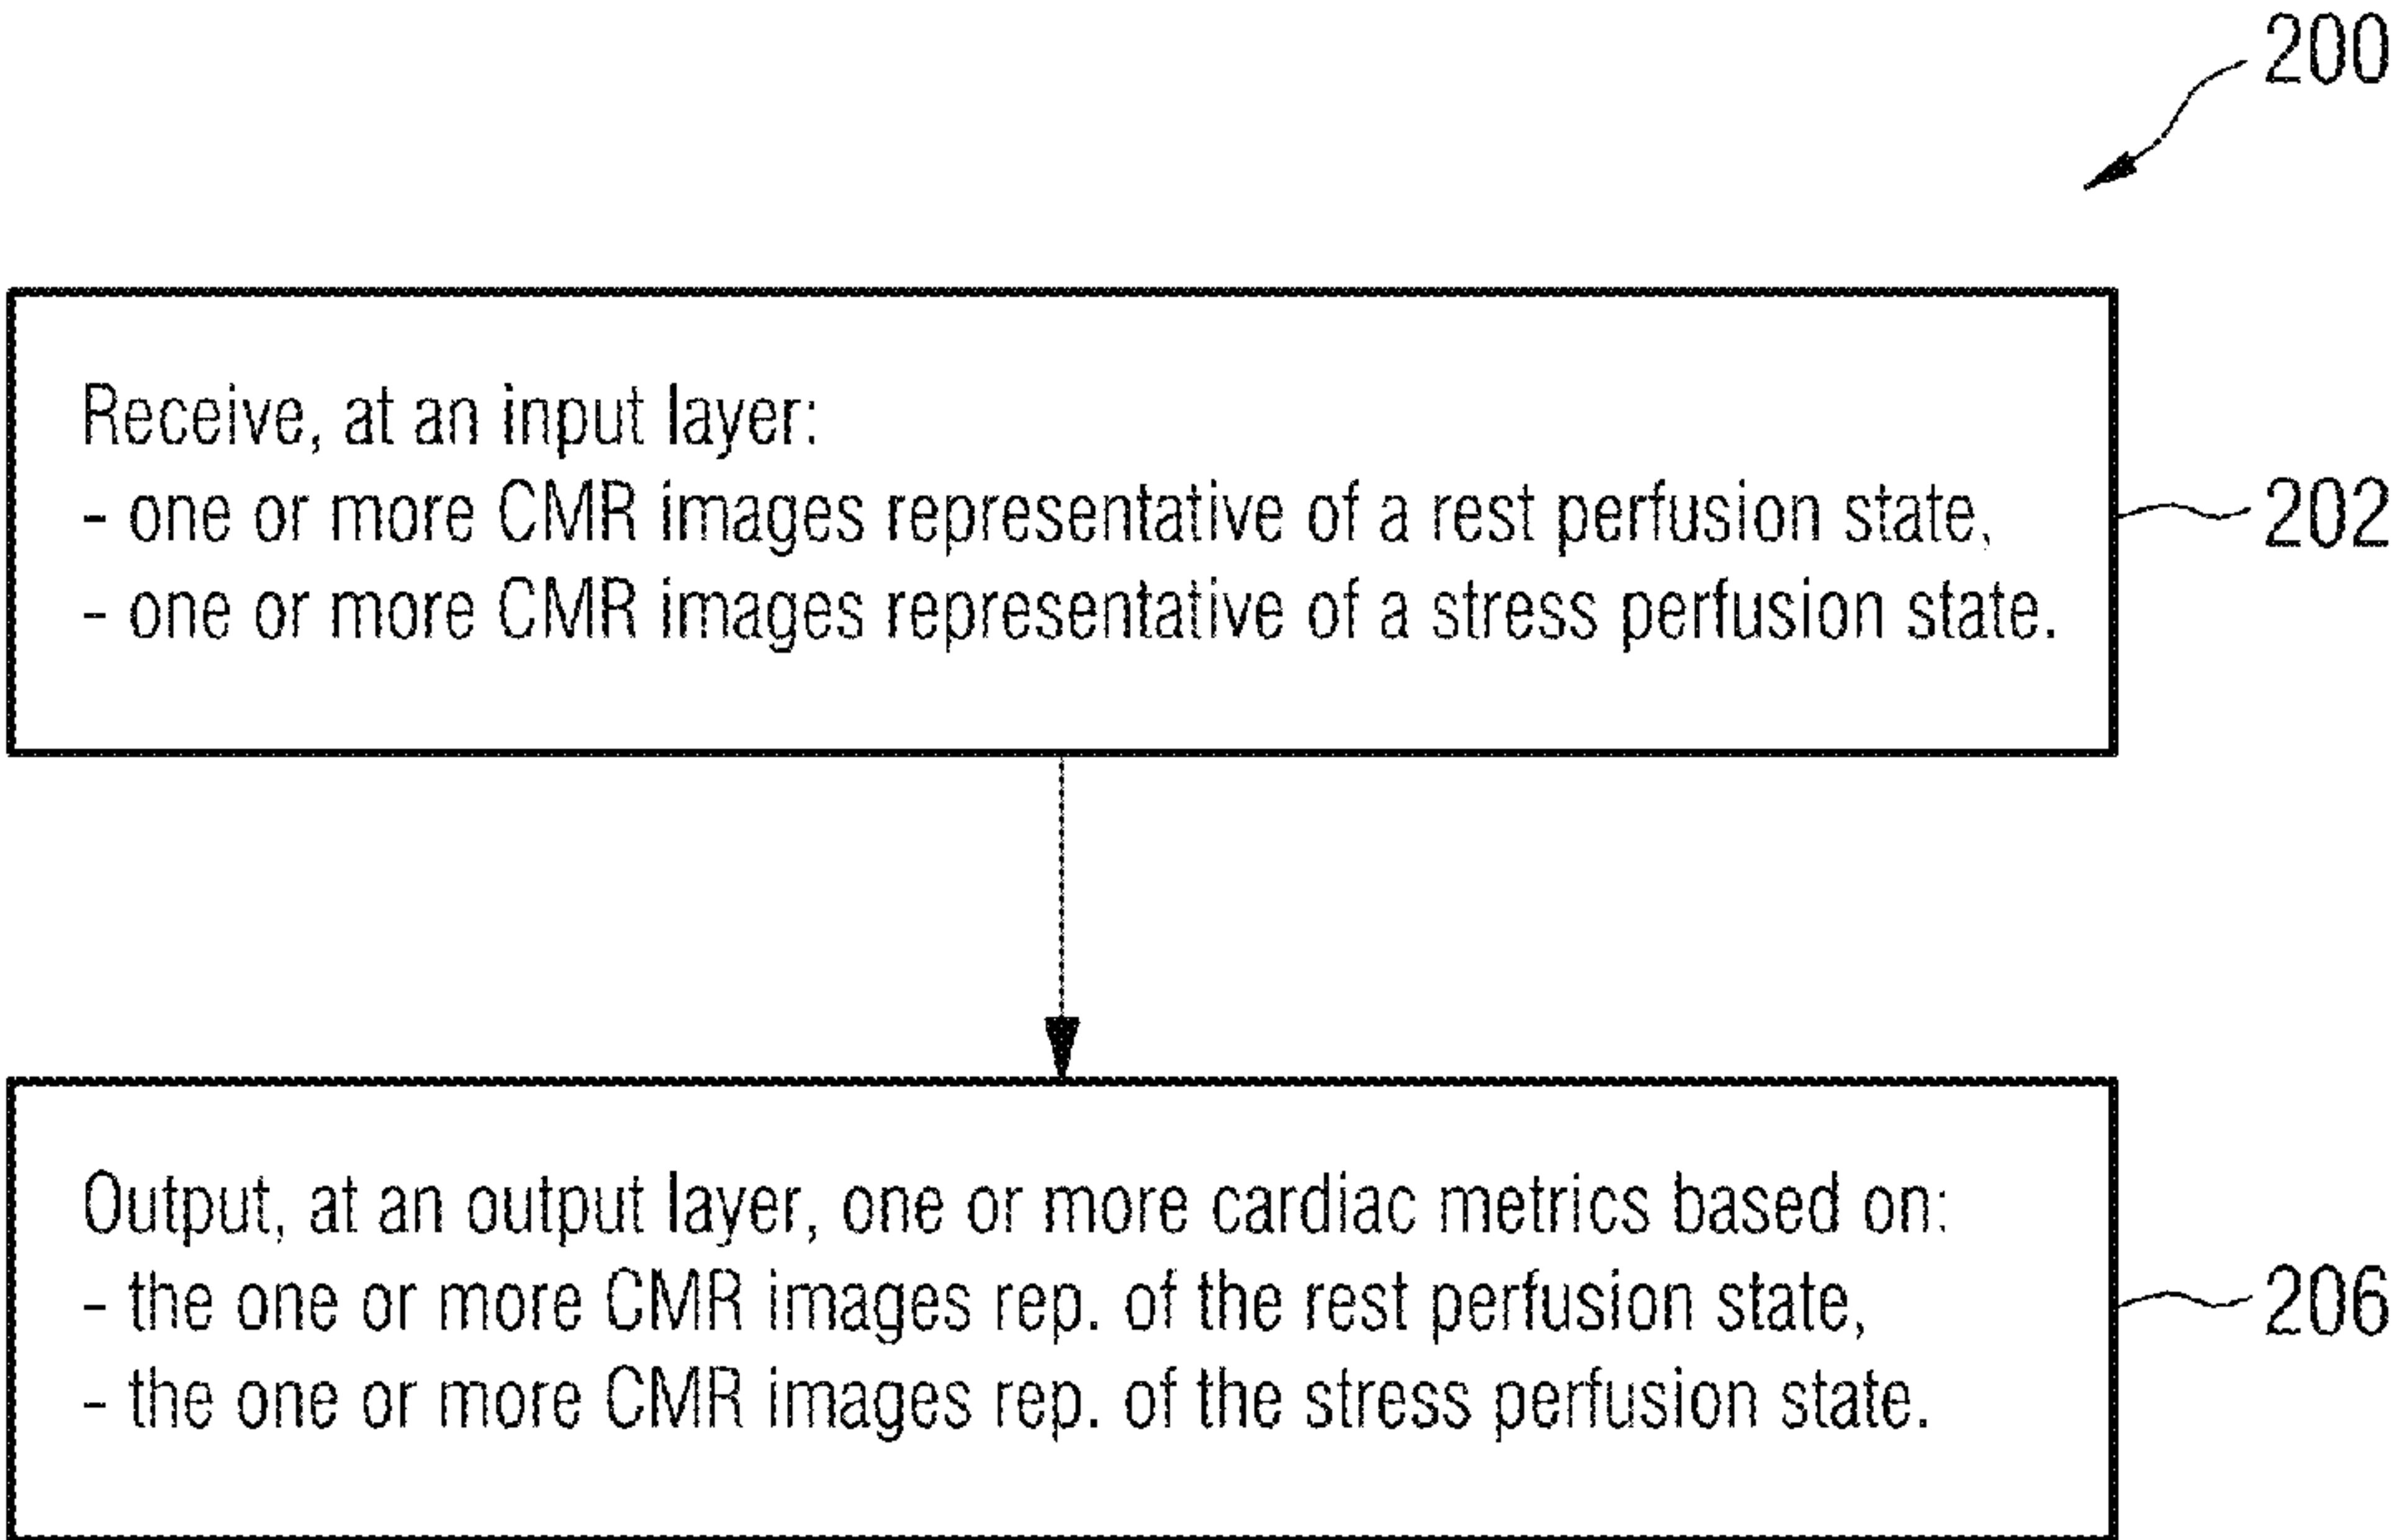 200
Receive, at an input layer:
- one or more CMR images representative of a rest perfusion state,
- one or more CMR images representative of a stress perfusion state.
202
Output, at an output layer, one or more cardiac metrics based on:
- the one or more CMR images rep. of the rest perfusion state,
- the one or more CMR images rep. of the stress perfusion state.
206